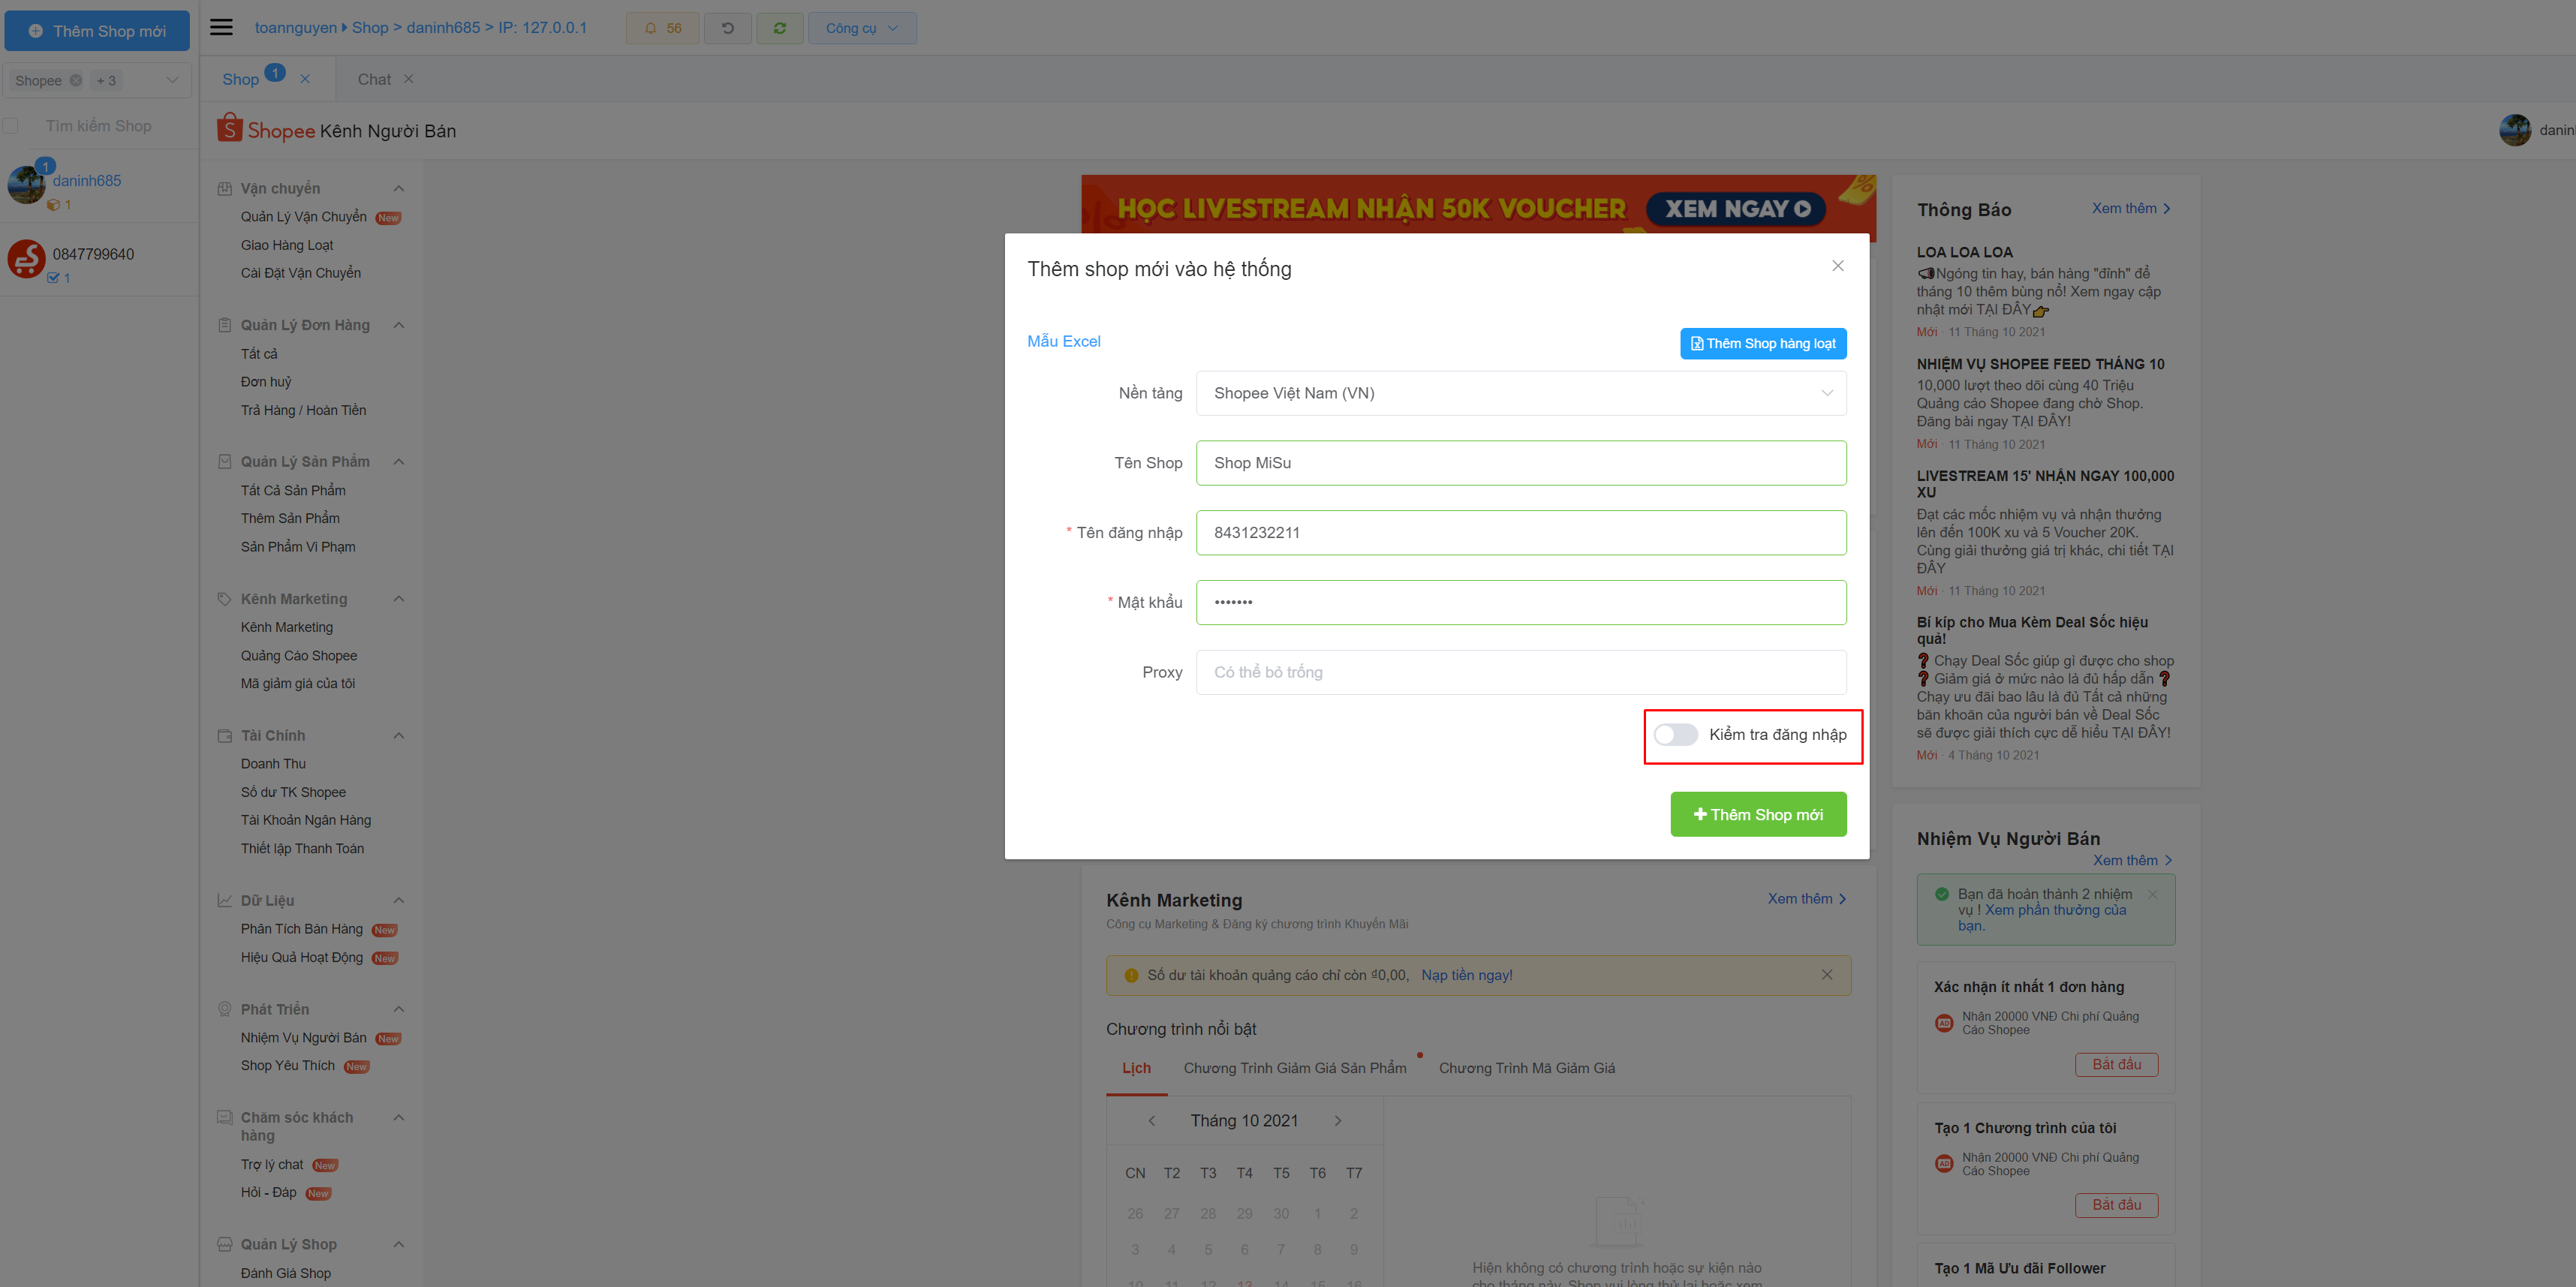 Thêm Shop mới
toannguyen Shop > daninh685 > IP: 127.0.0.1
56
Công cụ
Shopee
+ 3
Shop 1
Chat
Tìm kiếm Shop
Shopee Kênh Người Bán
1
daninh685
1
0847799640
1
Vận chuyển
Quản Lý Vận Chuyển New
Giao Hàng Loạt
Cài Đặt Vận Chuyển
Quản Lý Đơn Hàng
Tất cả
Đơn huỷ
Trả Hàng / Hoàn Tiền
Quản Lý Sản Phẩm
Tất Cả Sản Phẩm
Thêm Sản Phẩm
Sản Phẩm Vi Phạm
Kênh Marketing
Kênh Marketing
Quảng Cáo Shopee
Mã giảm giá của tôi
Tài Chính
Doanh Thu
Số dư TK Shopee
Tài Khoản Ngân Hàng
Thiết lập Thanh Toán
Dữ Liệu
Phân Tích Bán Hàng New
Hiệu Quả Hoạt Động New
Phát Triển
Nhiệm Vụ Người Bán New
Shop Yêu Thích New
Chăm sóc khách
hàng
Trợ lý chat New
Hỏi - Đáp New
Quản Lý Shop
Đánh Giá Shop
HỌC LIVESTREAM NHẬN 50K VOUCHER
XEM NGAY
Thêm shop mới vào hệ thống
Mẫu Excel
Thêm Shop hàng loạt
Nền tảng
Shopee Việt Nam (VN)
Tên Shop
Shop MiSu
* Tên đăng nhập
8431232211
* Mật khẩu
•••••••
Proxy
Có thể bỏ trống
Kiểm tra đăng nhập
Thêm Shop mới
Kênh Marketing
Xem thêm
Công cụ Marketing & Đăng ký chương trình Khuyến Mãi
Số dư tài khoản quảng cáo chỉ còn ₫0,00, Nạp tiền ngay!
Chương trình nổi bật
Lịch
Chương Trình Giảm Giá Sản Phẩm
Chương Trình Mã Giảm Giá
Tháng 10 2021
CN T2 T3 T4 T5 T6 T7
26 27 28 29 30 1 2
3 4 5 6 7 8 9
10 11 12 13 14 15 16
Hiện không có chương trình hoặc sự kiện nào
cho tháng này. Shop vui lòng thử lại hoặc xem
Thông Báo
Xem thêm
LOA LOA LOA
Ngóng tin hay, bán hàng "đỉnh" để
tháng 10 thêm bùng nổ! Xem ngay cập
nhật mới TẠI ĐÂY
Mới · 11 Tháng 10 2021
NHIỆM VỤ SHOPEE FEED THÁNG 10
10,000 lượt theo dõi cùng 40 Triệu
Quảng cáo Shopee đang chờ Shop.
Đăng bài ngay TẠI ĐÂY!
Mới · 11 Tháng 10 2021
LIVESTREAM 15' NHẬN NGAY 100,000
XU
Đạt các mốc nhiệm vụ và nhận thưởng
lên đến 100K xu và 5 Voucher 20K.
Cùng giải thưởng giá trị khác, chi tiết TẠI
ĐÂY
Mới · 11 Tháng 10 2021
Bí kíp cho Mua Kèm Deal Sốc hiệu
quả!
❓ Chạy Deal Sốc giúp gì được cho shop
❓ Giảm giá ở mức nào là đủ hấp dẫn ❓
Chạy ưu đãi bao lâu là đủ Tất cả những
băn khoăn của người bán về Deal Sốc
sẽ được giải thích cực dễ hiểu TẠI ĐÂY!
Mới · 4 Tháng 10 2021
Nhiệm Vụ Người Bán
Xem thêm
Bạn đã hoàn thành 2 nhiệm
vụ ! Xem phần thưởng của
bạn.
Xác nhận ít nhất 1 đơn hàng
AD
Nhận 20000 VNĐ Chi phí Quảng
Cáo Shopee
Bắt đầu
Tạo 1 Chương trình của tôi
AD
Nhận 20000 VNĐ Chi phí Quảng
Cáo Shopee
Bắt đầu
Tạo 1 Mã Ưu đãi Follower